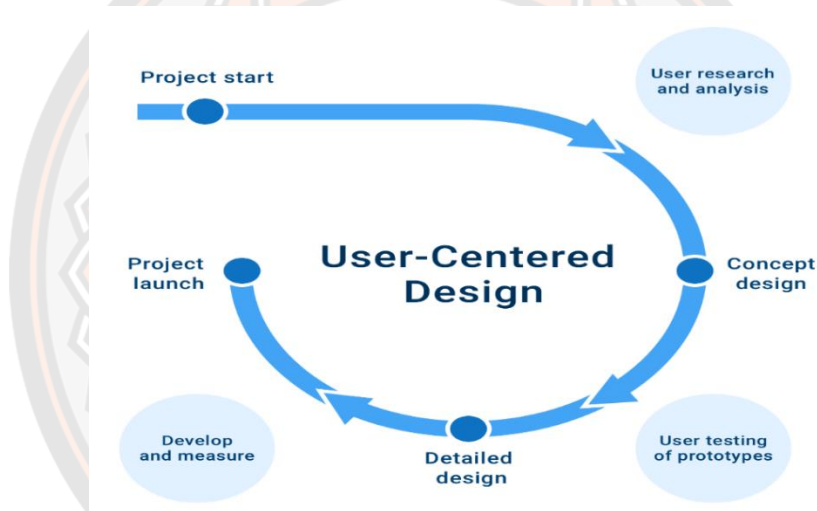 Project start
User research
and analysis
User-Centered
Design
Project
launch
Concept
design
Develop
and measure
Detailed
design
User testing
of prototypes